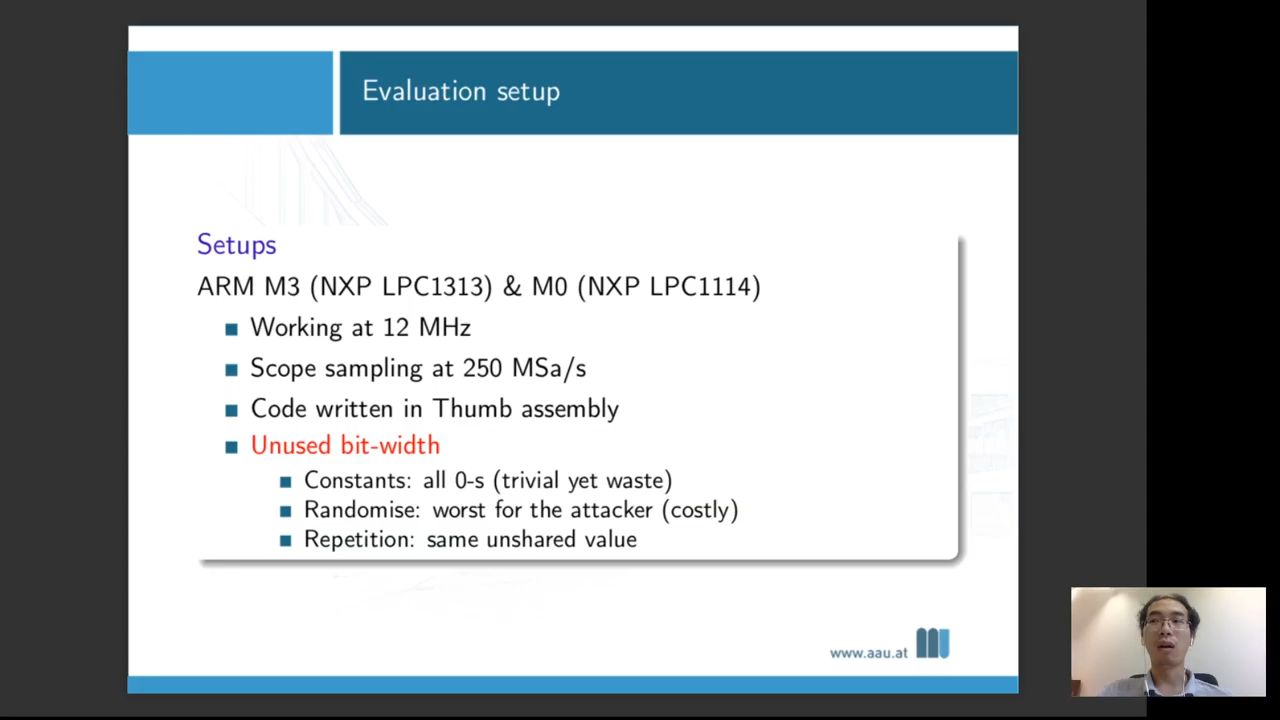 Evaluation setup
Setups
ARM M3 (NXP LPC1313) & M0 (NXP LPC1114)
Working at 12 MHz
Scope sampling at 250 MSa/s
Code written in Thumb assembly
Unused bit-width
Constants: all 0-s (trivial yet waste)
Randomise: worst for the attacker (costly)
Repetition: same unshared value
www.aau.at